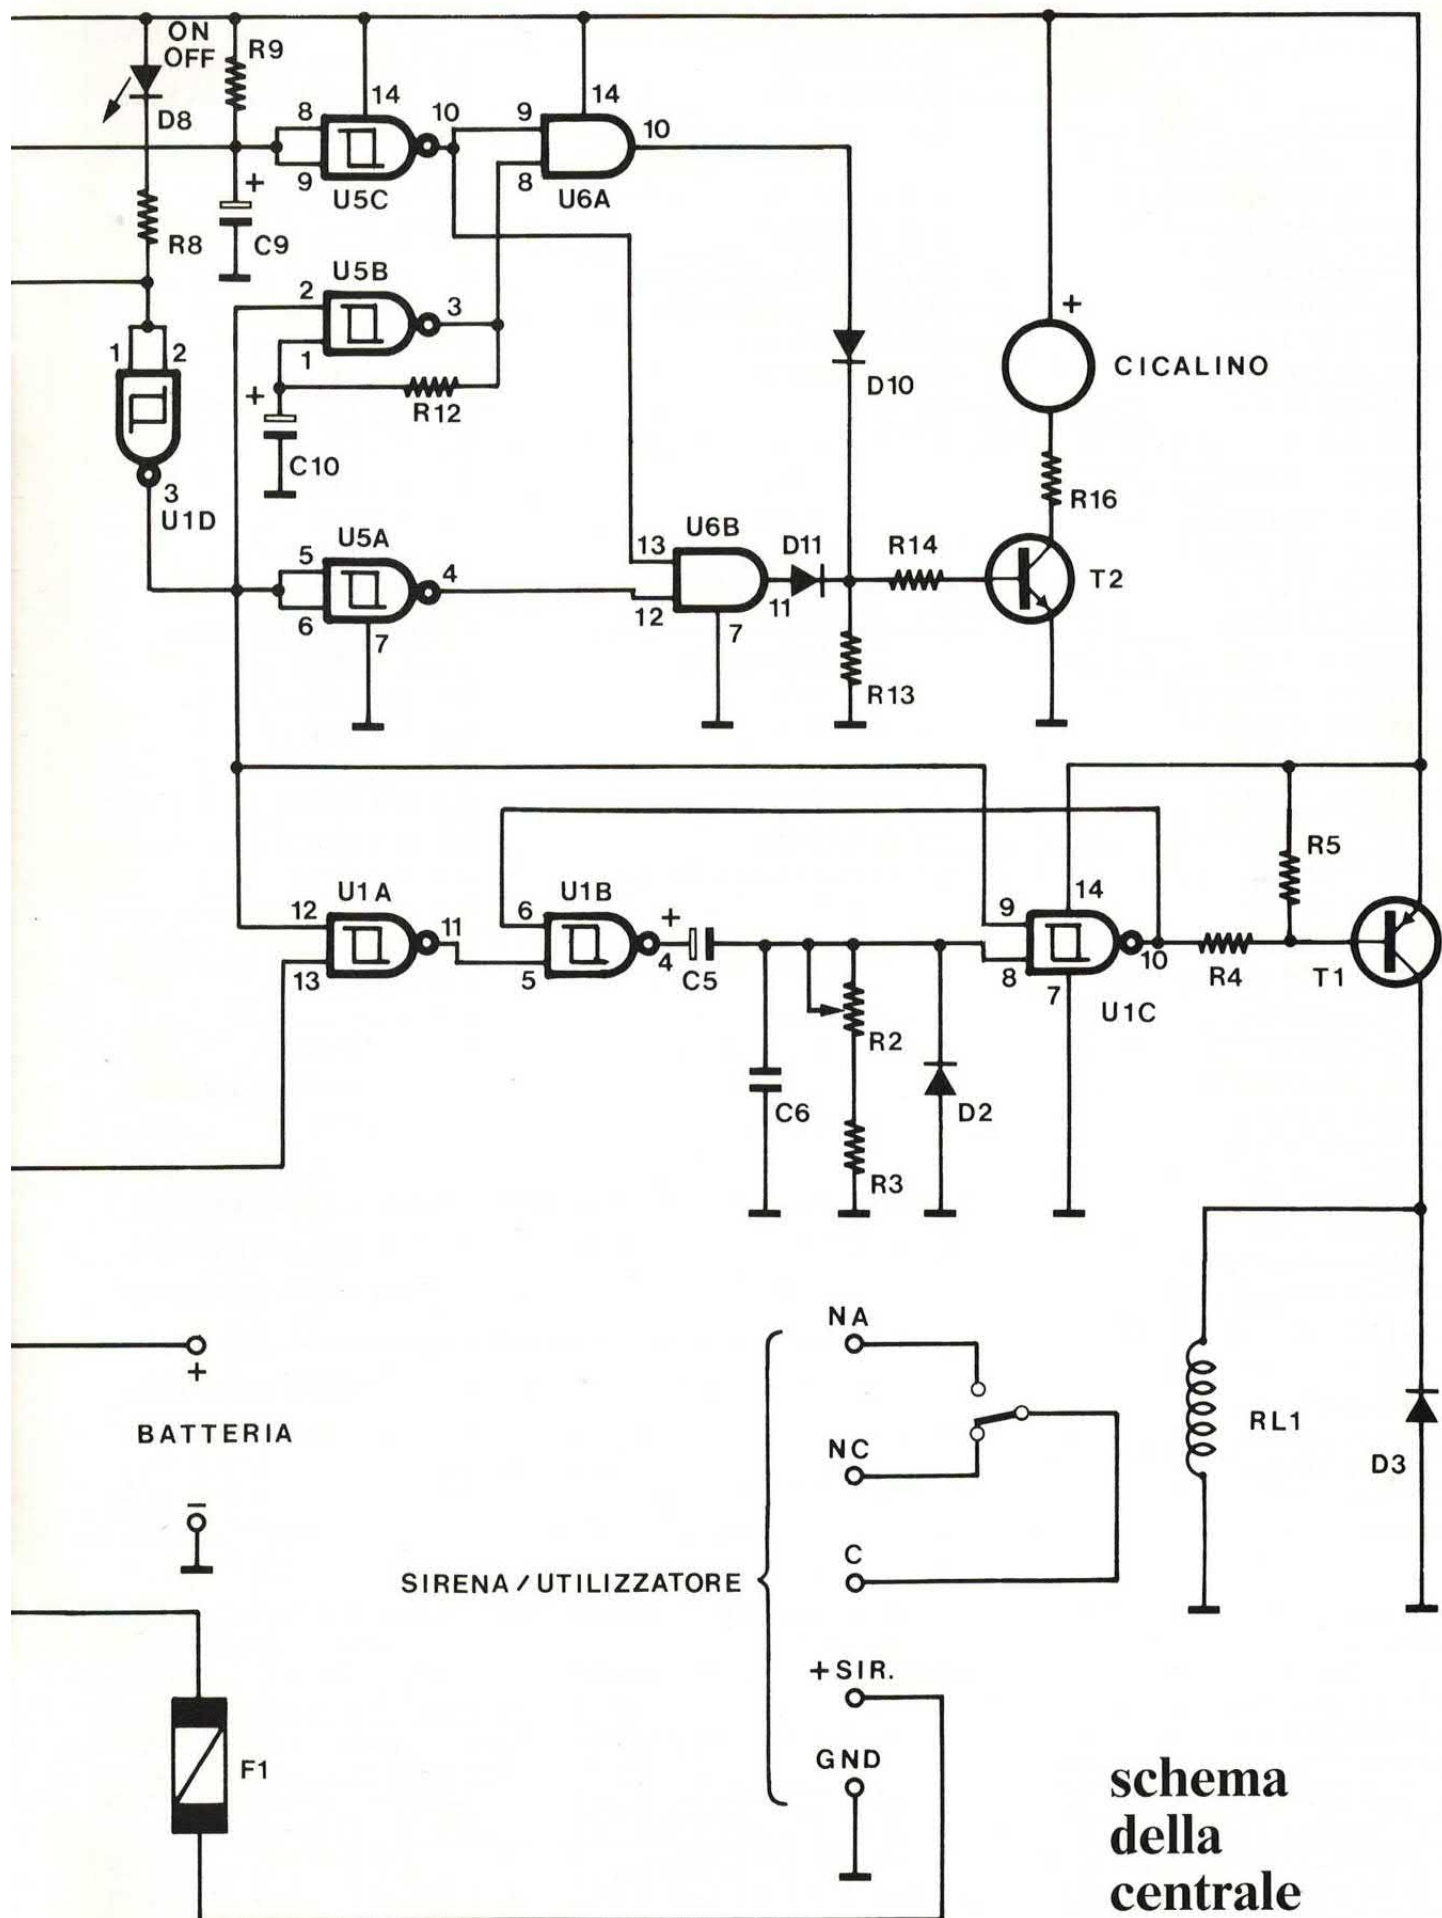 ON
OFF
R9
D8
14
8
10
9
U5C
+
C9
R8
14
9
10
8
U6A
U5B
2
3
1
+
R12
C10
1
2
3
U1D
D10
+
CICALINO
R16
U5A
5
4
6
7
U6B
13
12
11
7
D11
R14
T2
R13
R5
U1A
12
11
13
U1B
6
5
4
+
C5
14
9
8
10
7
U1C
R4
T1
R2
C6
D2
R3
+
BATTERIA
–
F1
NA
NC
C
SIRENA / UTILIZZATORE
+ SIR.
GND
RL1
D3
schema
della
centrale